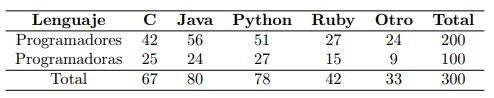 Lenguaje C Java Python Ruby Otro Total
Programadores 42 56 51 27 24 200
Programadoras 25 24 27 15 9 100
Total 67 80 78 42 33 300